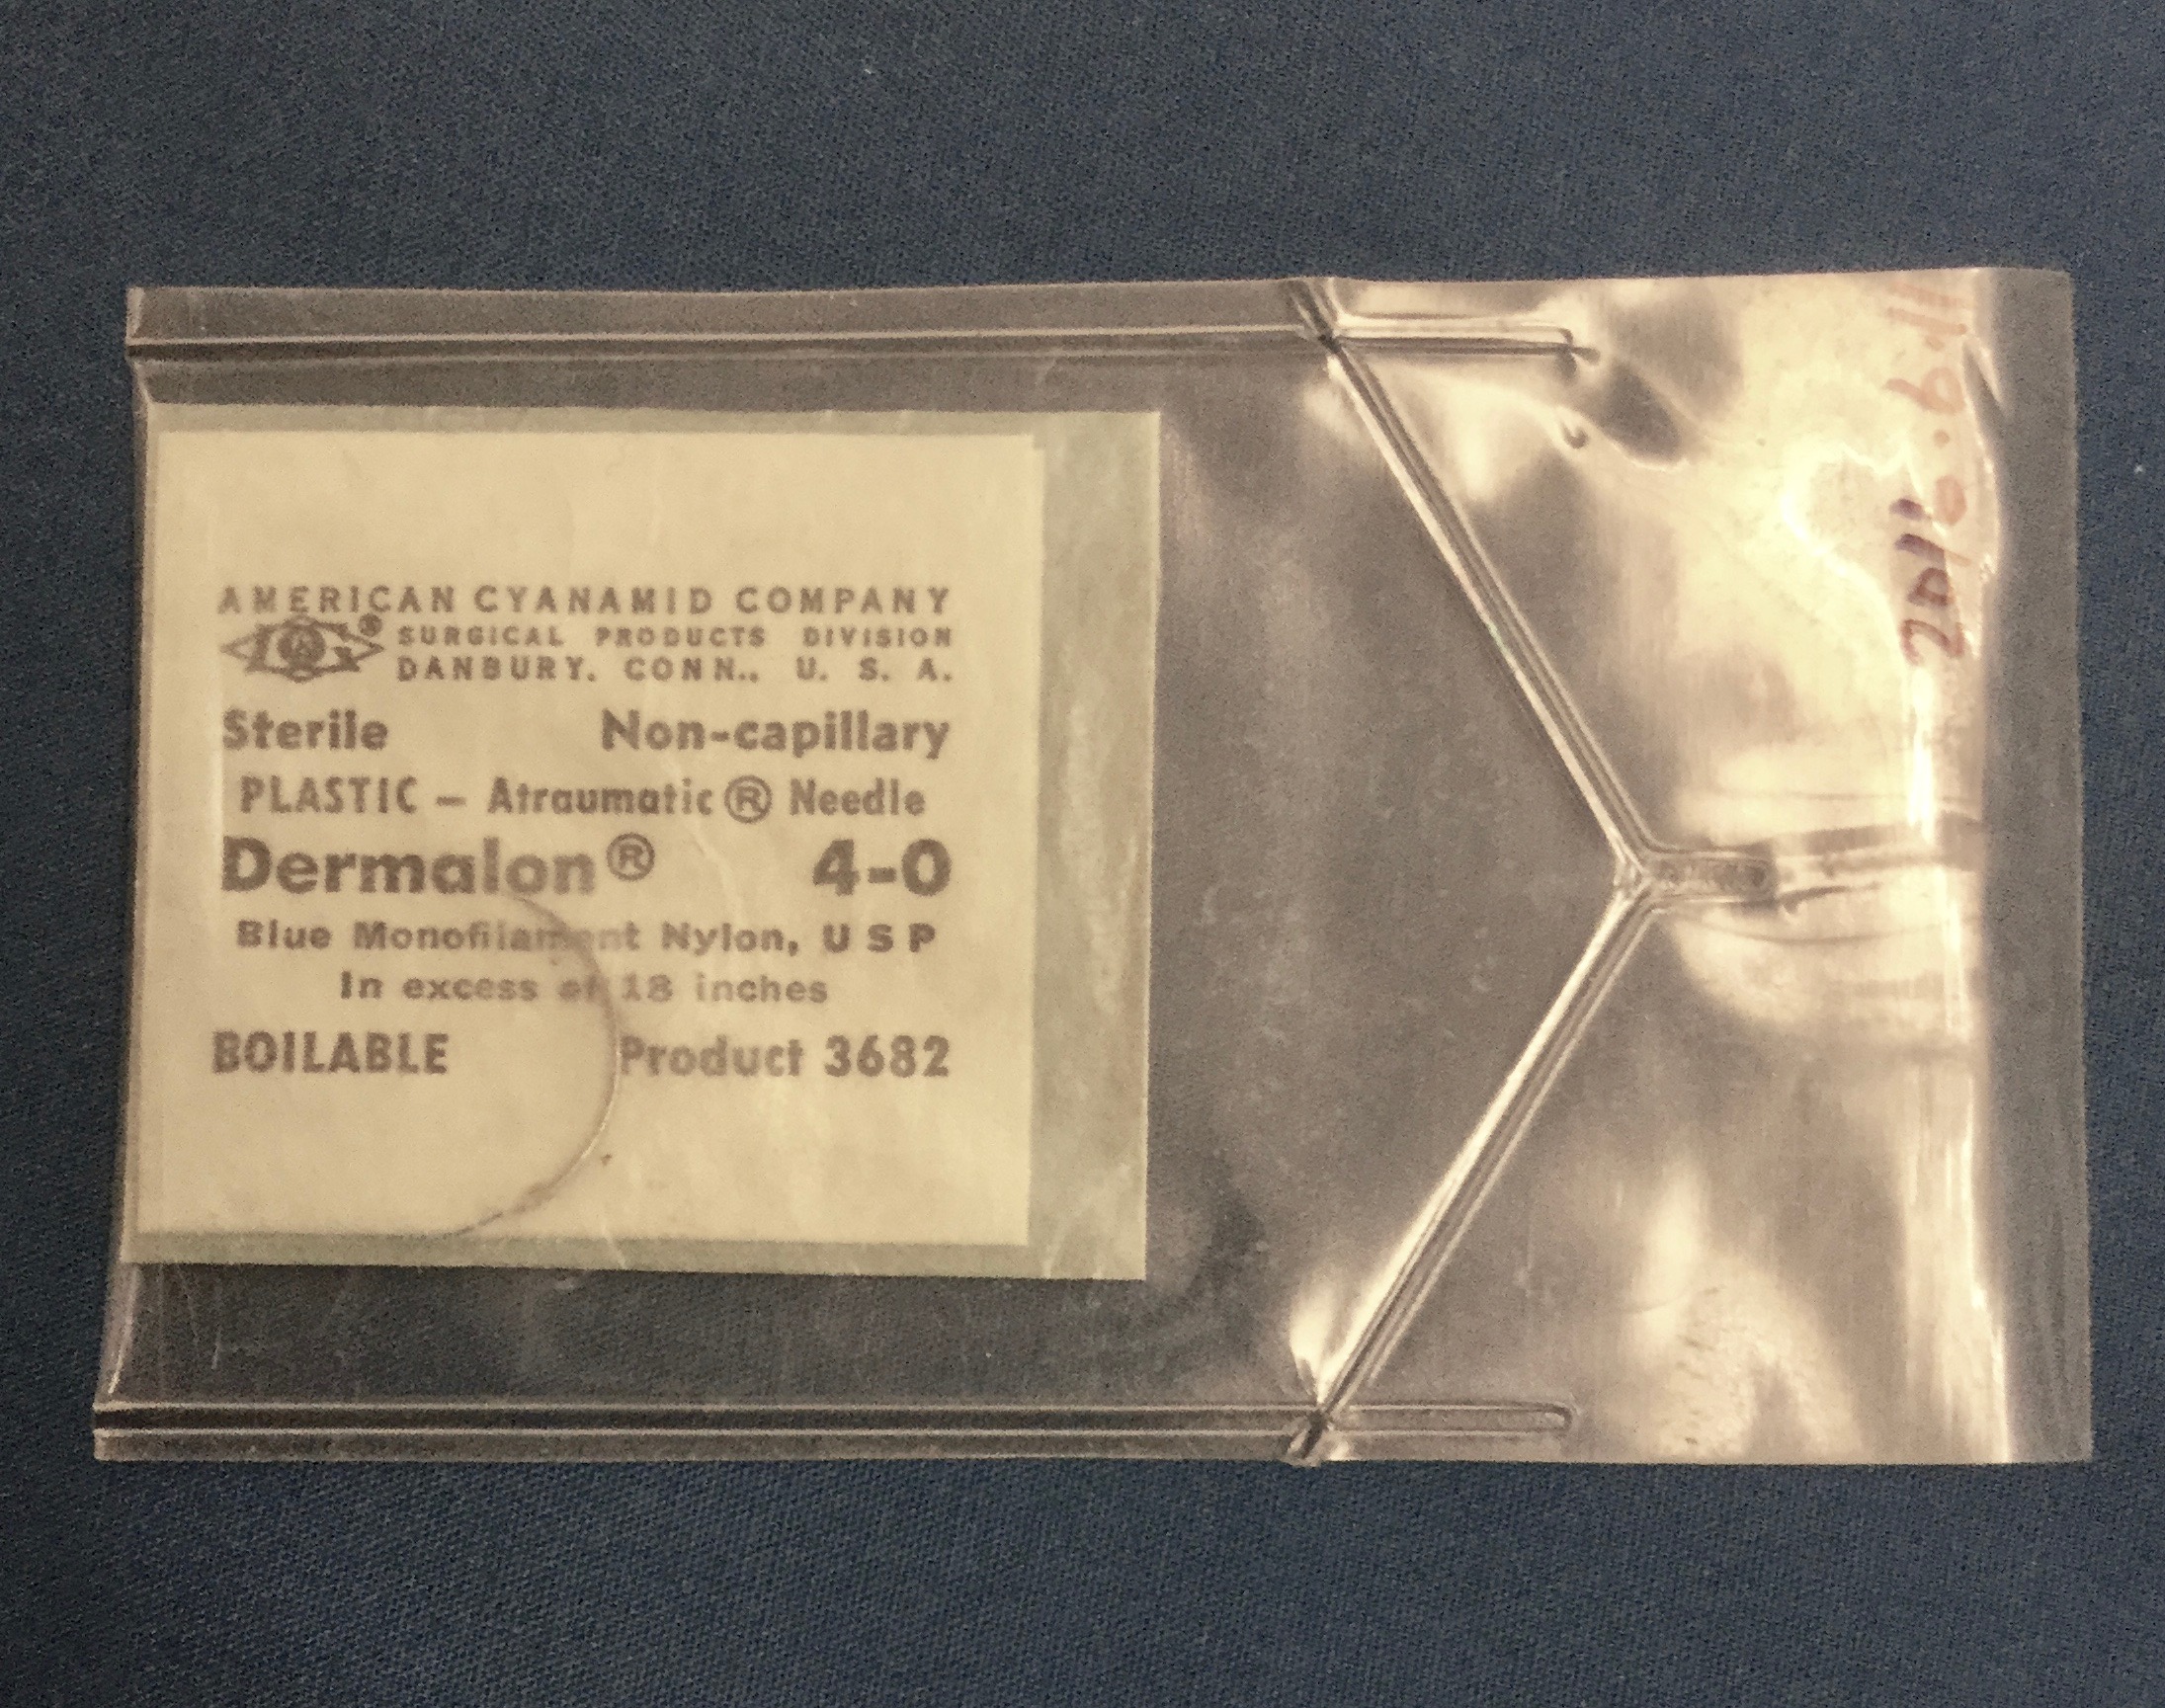 AMERICAN CYANAMID COMPANY
SURGICAL PRODUCTS DIVISION
DANBURY, CONN., U. S. A.
Sterile Non-capillary
PLASTIC – Atraumatic® Needle
Dermalon® 4-0
Blue Monofilament Nylon, U S P
In excess of 18 inches
BOILABLE Product 3682